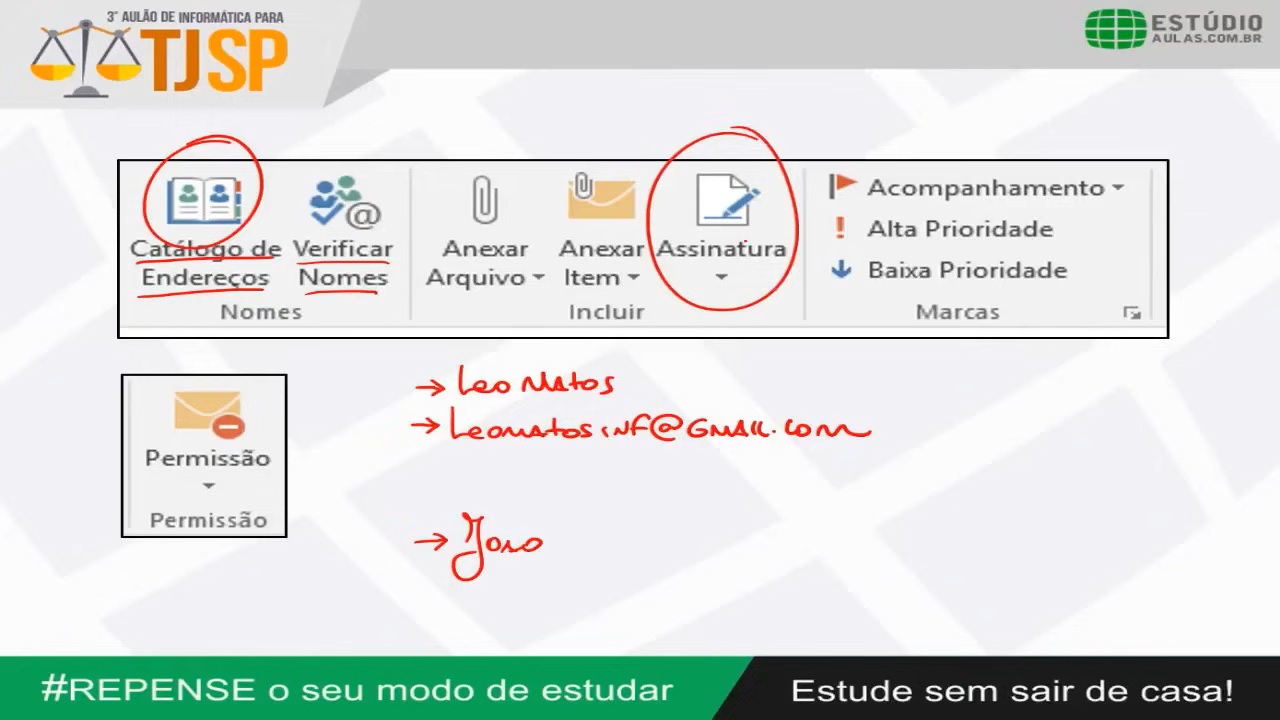 3° AULÃO DE INFORMÁTICA PARA
TJSP
ESTÚDIO
AULAS.COM.BR
Catálogo de
Endereços
Verificar
Nomes
Nomes
Anexar
Arquivo
Anexar
Item
Assinatura
Incluir
Acompanhamento
Alta Prioridade
Baixa Prioridade
Marcas
Permissão
Permissão
→ Leo Matos
→ Leomatosinf@GMAIL.com
→ João
#REPENSE o seu modo de estudar
Estude sem sair de casa!